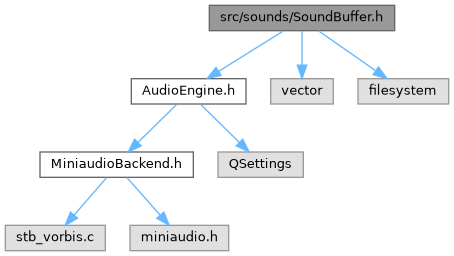 src/sounds/SoundBuffer.h
AudioEngine.h
vector
filesystem
MiniaudioBackend.h
QSettings
stb_vorbis.c
miniaudio.h